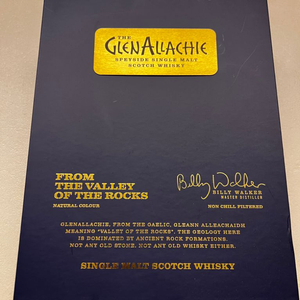 THE
GLENALLACHIE
SPEYSIDE SINGLE MALT
SCOTCH WHISKY
FROM
THE VALLEY
OF THE ROCKS
NATURAL COLOUR
Billy Walker
BILLY WALKER
MASTER DISTILLER
NON CHILL FILTERED
GLENALLACHIE, FROM THE GAELIC, GLEANN ALLEACHAIDH
MEANING "VALLEY OF THE ROCKS". THE GEOLOGY HERE
IS DOMINATED BY ANCIENT ROCK FORMATIONS.
NOT ANY OLD STONE. NOT ANY OLD WHISKY EITHER.
SINGLE MALT SCOTCH WHISKY